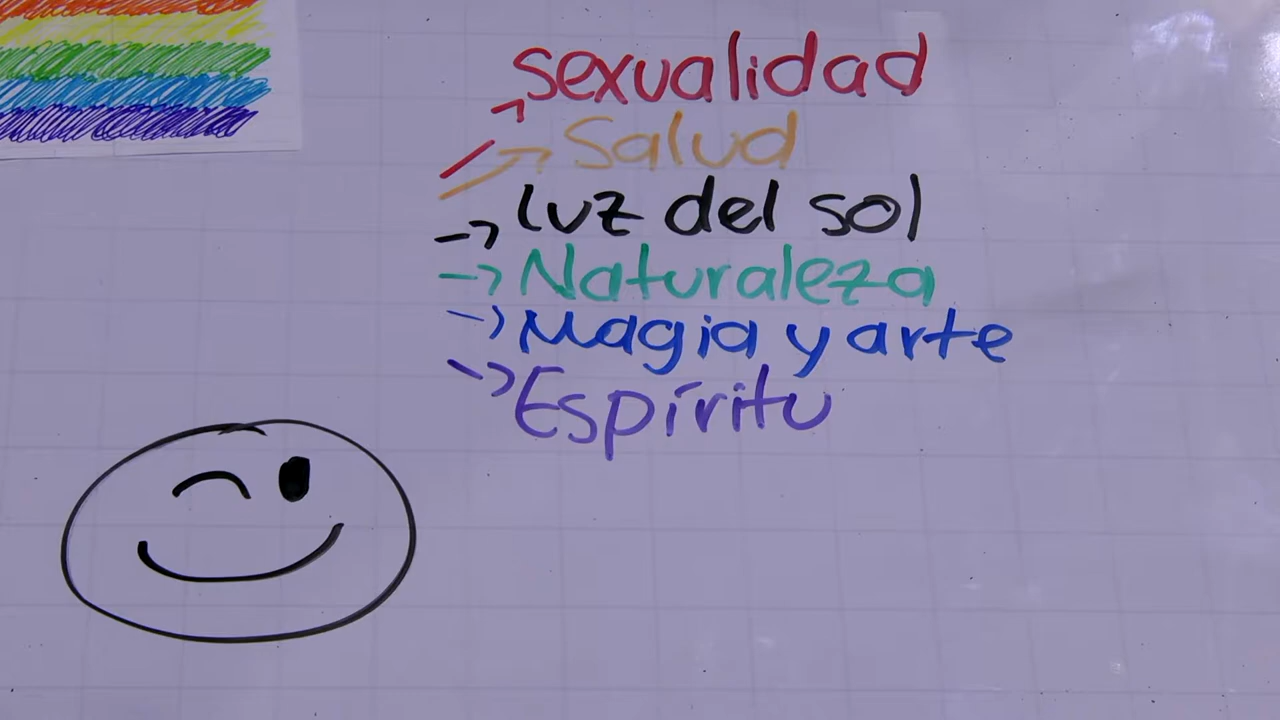 sexualidad
Salud
luz del sol
Naturaleza
Magia y arte
Espíritu